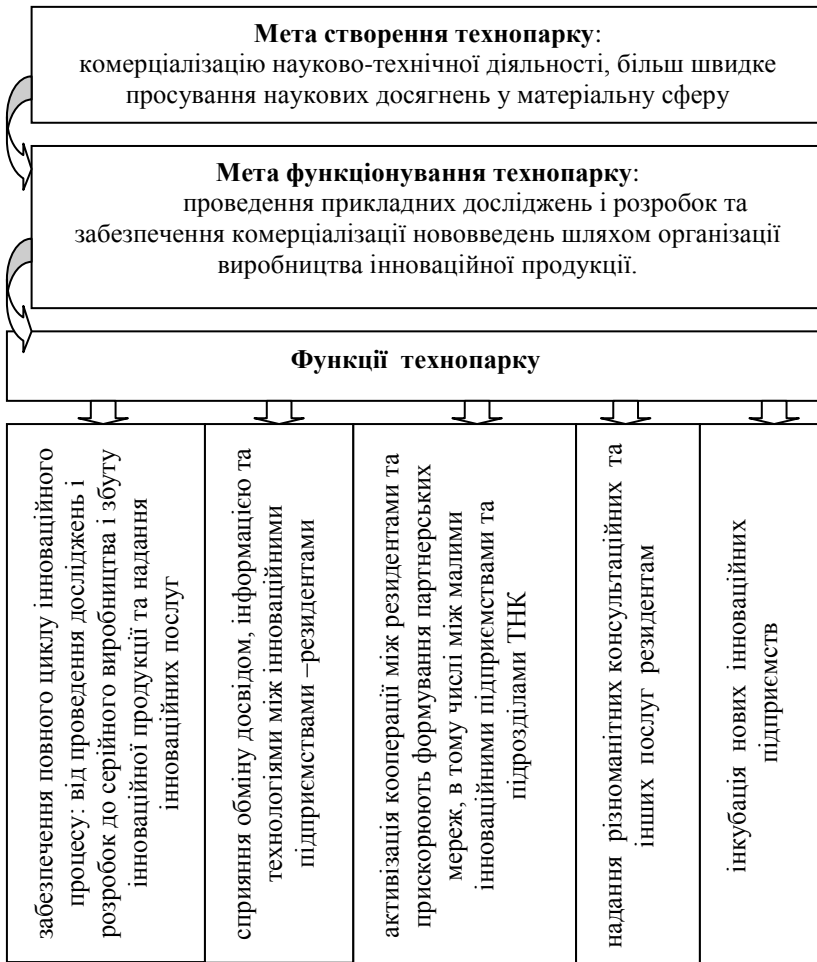 Мета створення технопарку:
комерціалізацію науково-технічної діяльності, більш швидке
просування наукових досягнень у матеріальну сферу
Мета функціонування технопарку:
проведення прикладних досліджень і розробок та
забезпечення комерціалізації нововведень шляхом організації
виробництва інноваційної продукції.
Функції технопарку
забезпечення повного циклу інноваційного
процесу: від проведення досліджень і
розробок до серійного виробництва і збуту
інноваційної продукції та надання
інноваційних послуг
сприяння обміну досвідом, інформацією та
технологіями між інноваційними
підприємствами –резидентами
активізація кооперації між резидентами та
прискорюють формування партнерських
мереж, в тому числі між малими
інноваційними підприємствами та
підрозділами ТНК
надання різноманітних консультаційних та
інших послуг резидентам
інкубація нових інноваційних
підприємств